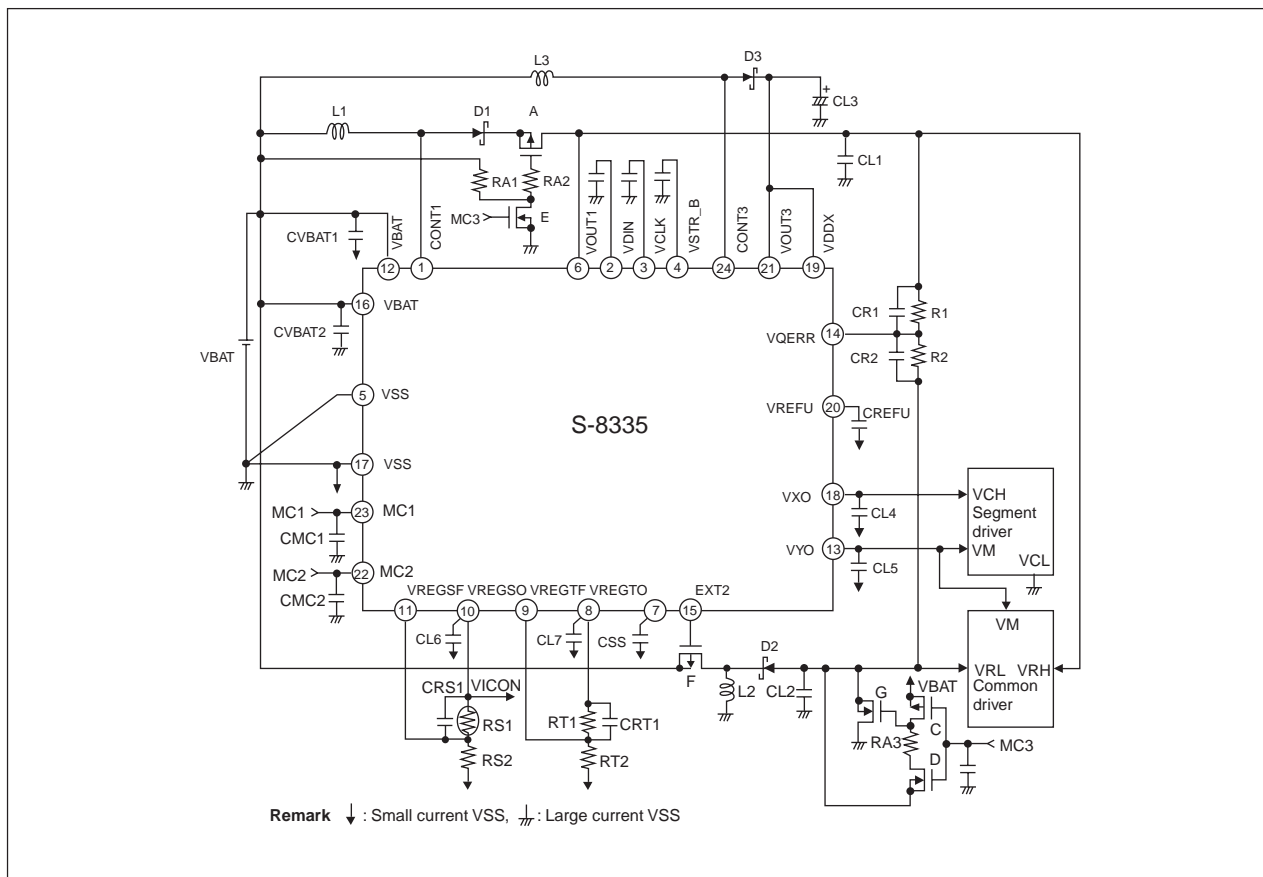 L3
D3
+
CL3
L1
D1
A
CL1
RA1
RA2
MC3
E
CVBAT1
VBAT
CONT1
VOUT1
VDIN
VCLK
VSTR_B
CONT3
VOUT3
VDDX
12
1
6
2
3
4
24
21
19
16
VBAT
CVBAT2
VBAT
CR1
R1
14
VQERR
CR2
R2
5
VSS
20
VREFU
CREFU
S-8335
17
VSS
VXO
18
CL4
VCH
Segment
driver
VM
VCL
MC1
23
MC1
CMC1
VYO
13
CL5
MC2
22
MC2
CMC2
VREGSF
VREGSO
VREGTF
VREGTO
EXT2
11
10
9
8
7
15
CL6
CL7
CSS
VM
D2
F
L2
CL2
G
VBAT
C
VRL
VRH
Common
driver
RA3
D
MC3
CRS1
VICON
RS1
RS2
RT1
CRT1
RT2
Remark
: Small current VSS,
: Large current VSS